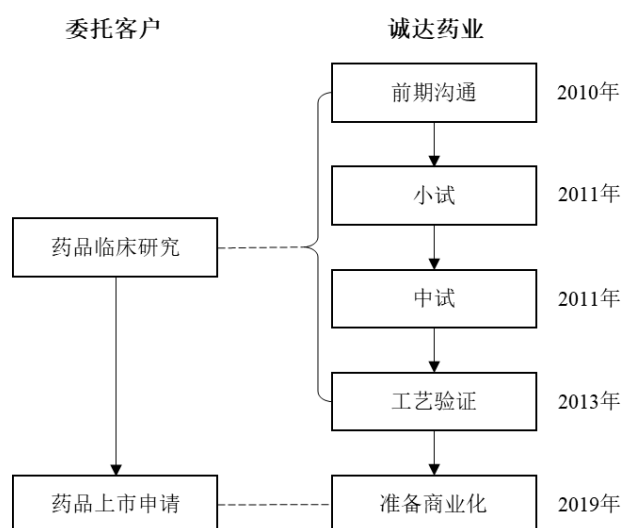 委托客户 诚达药业
前期沟通 2010年
小试 2011年
药品临床研究
中试 2011年
工艺验证 2013年
药品上市申请 准备商业化 2019年